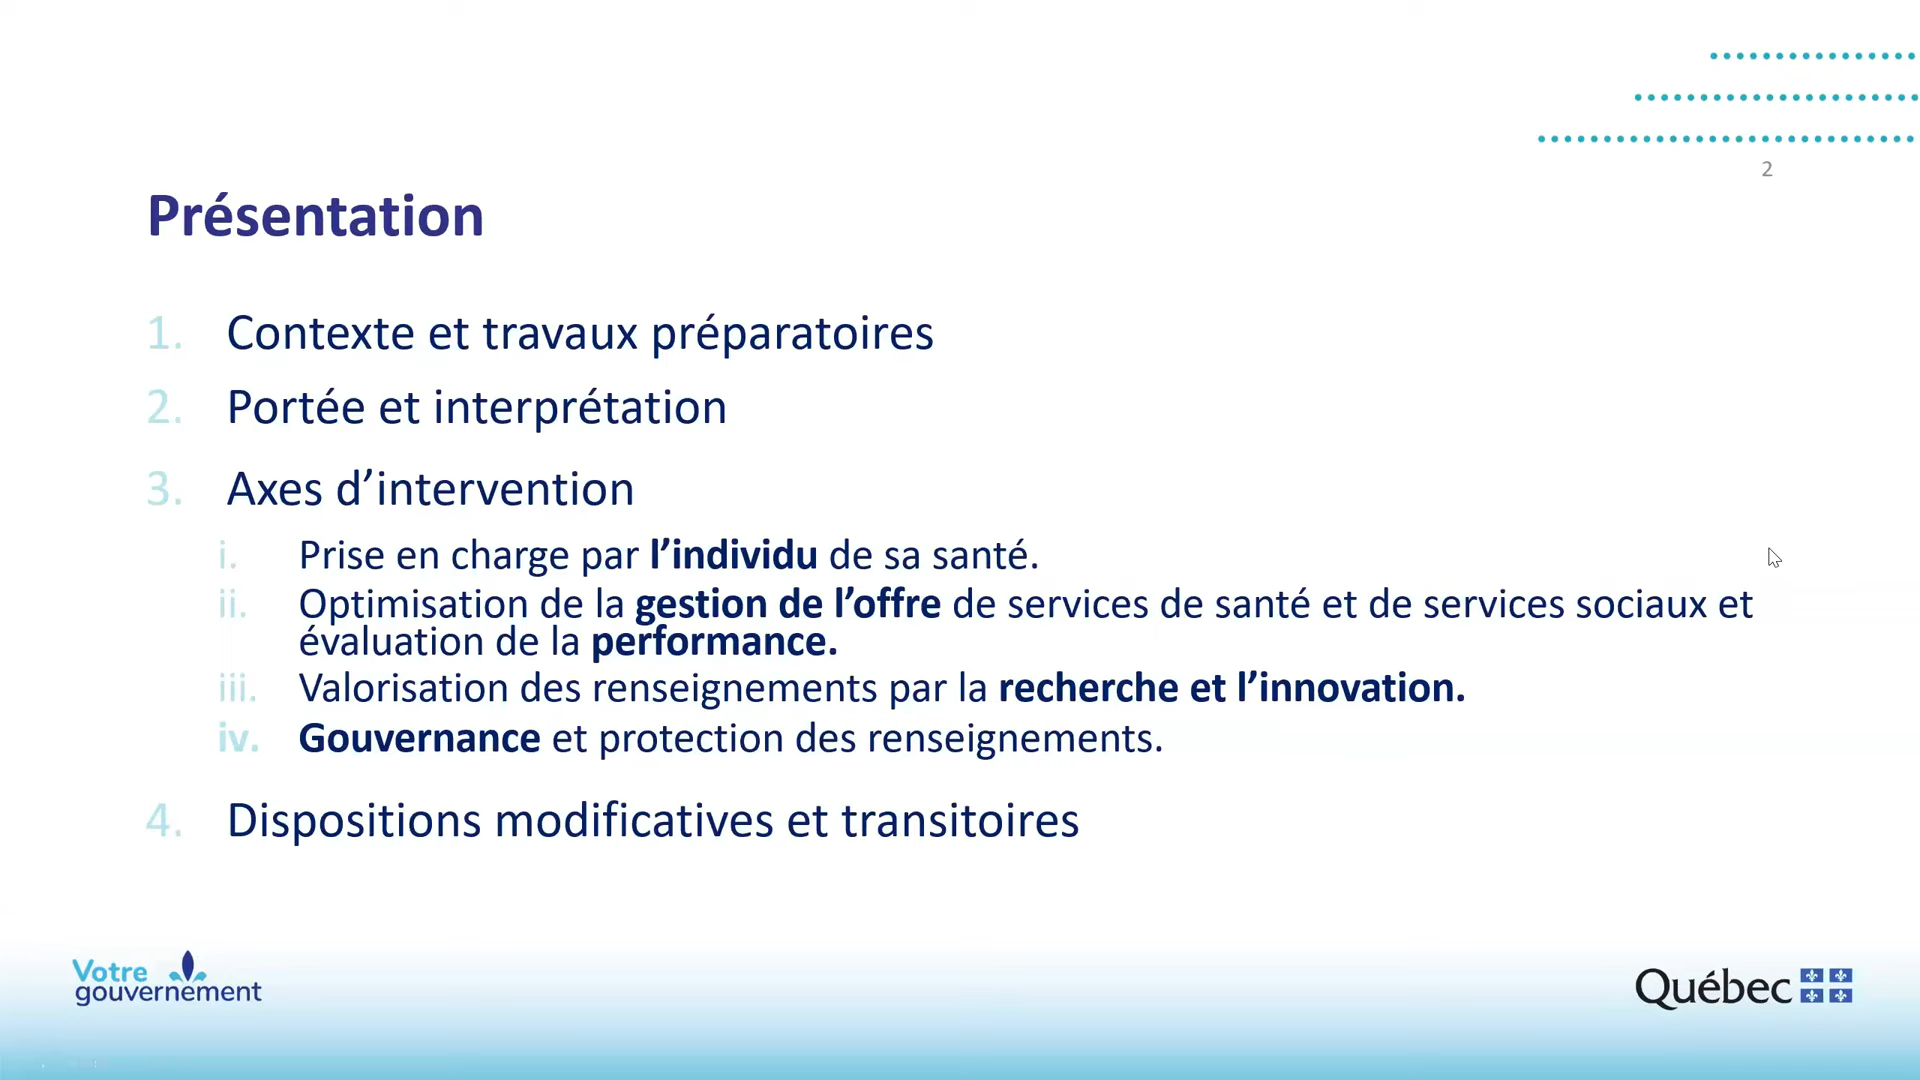 2
Présentation
1. Contexte et travaux préparatoires
2. Portée et interprétation
3. Axes d’intervention
i. Prise en charge par l’individu de sa santé.
ii. Optimisation de la gestion de l’offre de services de santé et de services sociaux et
évaluation de la performance.
iii. Valorisation des renseignements par la recherche et l’innovation.
iv. Gouvernance et protection des renseignements.
4. Dispositions modificatives et transitoires
Votre
gouvernement
Québec